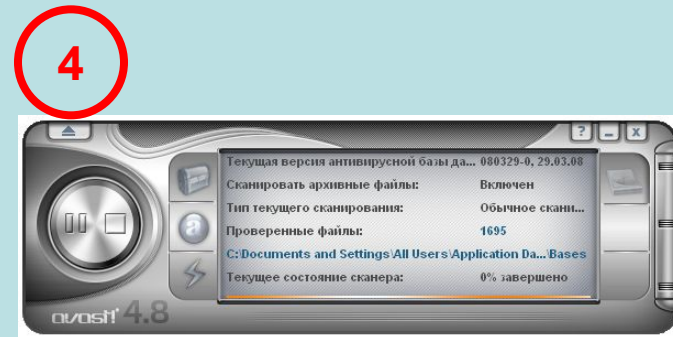 4
Текущая версия антивирусной базы да... 080329-0, 29.03.08
Сканировать архивные файлы: Включен
Тип текущего сканирования: Обычное скани...
Проверенные файлы: 1695
C:\Documents and Settings\All Users\Application Da...\Bases
Текущее состояние сканера: 0% завершено
avast! 4.8